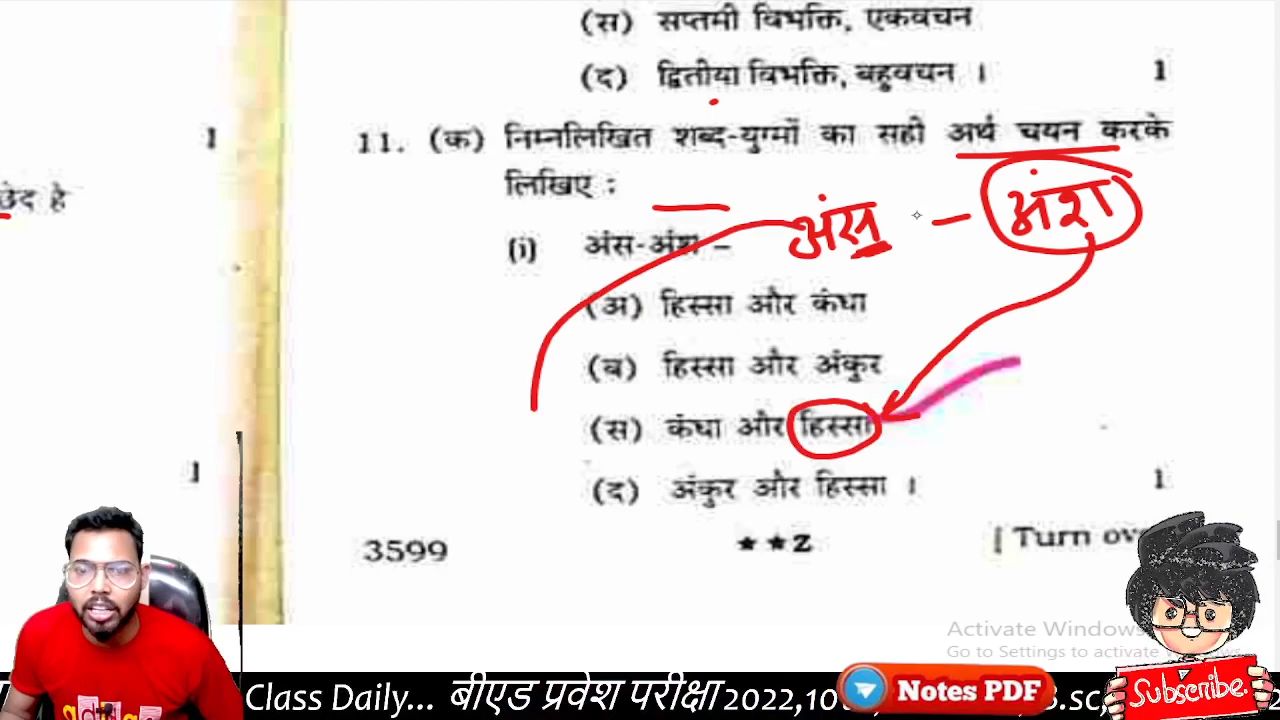 (स) सप्तमी विभक्ति, एकवचन
(द) द्वितीया विभक्ति, बहुवचन । 1
1
11. (क) निम्नलिखित शब्द-युग्मों का सही अर्थ चयन करके
लिखिए :
छेद हे
अंस - अंश
(i) अंस-अंश –
(अ) हिस्सा और कंधा
(ब) हिस्सा और अंकुर
(स) कंधा और हिस्सा
(द) अंकुर और हिस्सा । 1
1
3599 ★★Z [ Turn ov
Activate Windows
Go to Settings to activate
Class Daily... बीएड प्रवेश परीक्षा 2022,10
Notes PDF
Subscribe.